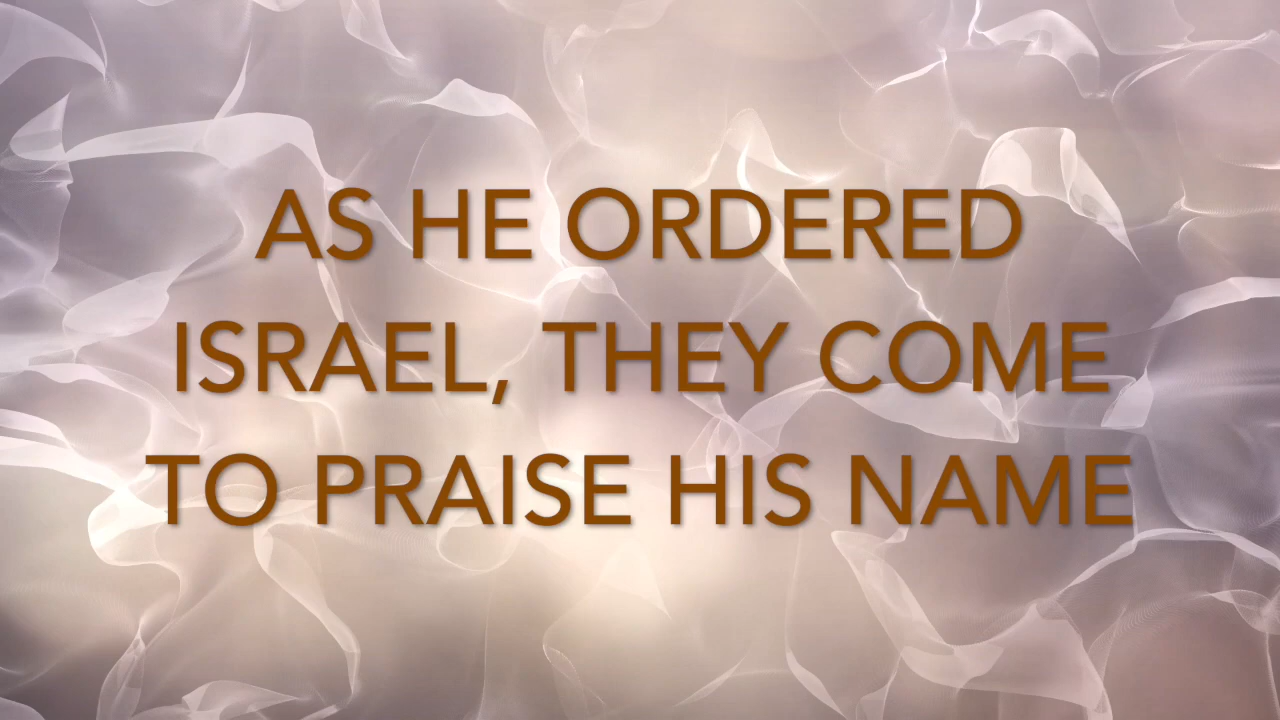 AS HE ORDERED
ISRAEL, THEY COME
TO PRAISE HIS NAME